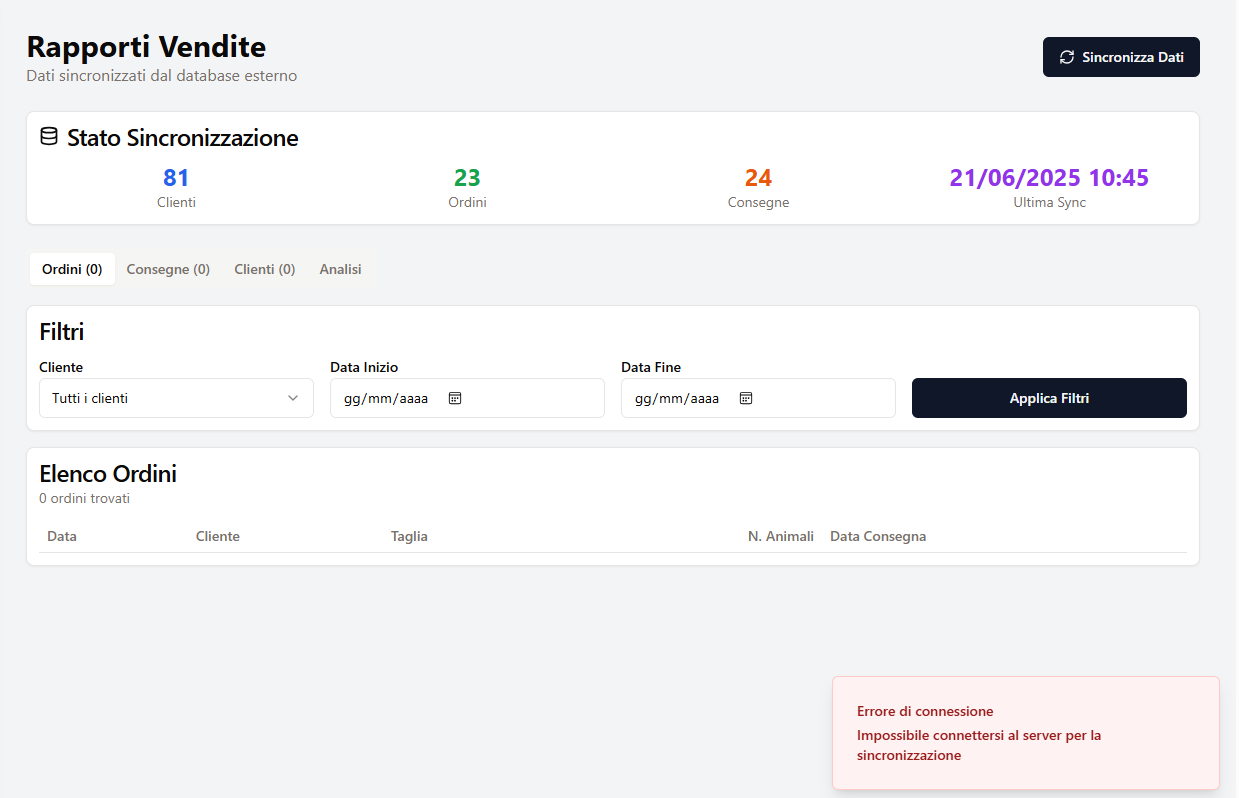 Rapporti Vendite
Dati sincronizzati dal database esterno
Sincronizza Dati
Stato Sincronizzazione
81 23 24 21/06/2025 10:45
Clienti Ordini Consegne Ultima Sync
Ordini (0) Consegne (0) Clienti (0) Analisi
Filtri
Cliente Data Inizio Data Fine
Tutti i clienti gg/mm/aaaa gg/mm/aaaa Applica Filtri
Elenco Ordini
0 ordini trovati
Data Cliente Taglia N. Animali Data Consegna
Errore di connessione
Impossibile connettersi al server per la
sincronizzazione